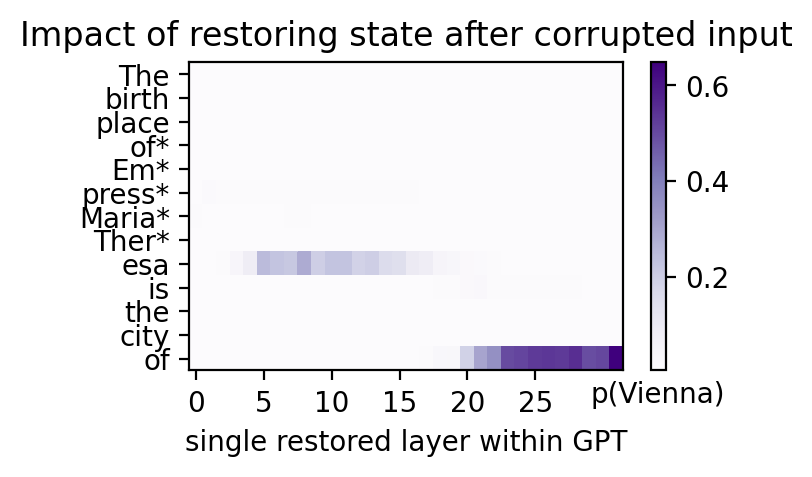 Impact of restoring state after corrupted input
The
birth
place
of*
Em*
press*
Maria*
Ther*
esa
is
the
city
of
0 5 10 15 20 25
single restored layer within GPT
0.6
0.4
0.2
p(Vienna)